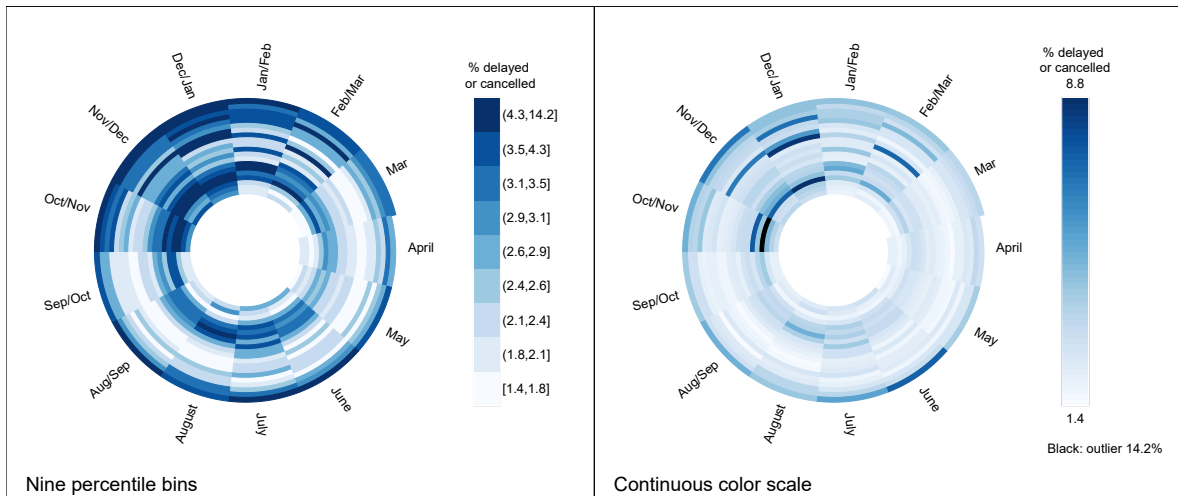 Dec/Jan
Jan/Feb
Feb/Mar
Mar
April
May
June
July
August
Aug/Sep
Sep/Oct
Oct/Nov
Nov/Dec
% delayed
or cancelled
(4.3,14.2]
(3.5,4.3]
(3.1,3.5]
(2.9,3.1]
(2.6,2.9]
(2.4,2.6]
(2.1,2.4]
(1.8,2.1]
[1.4,1.8]
Nine percentile bins
Dec/Jan
Jan/Feb
Feb/Mar
Mar
April
May
June
July
August
Aug/Sep
Sep/Oct
Oct/Nov
Nov/Dec
% delayed
or cancelled
8.8
1.4
Black: outlier 14.2%
Continuous color scale